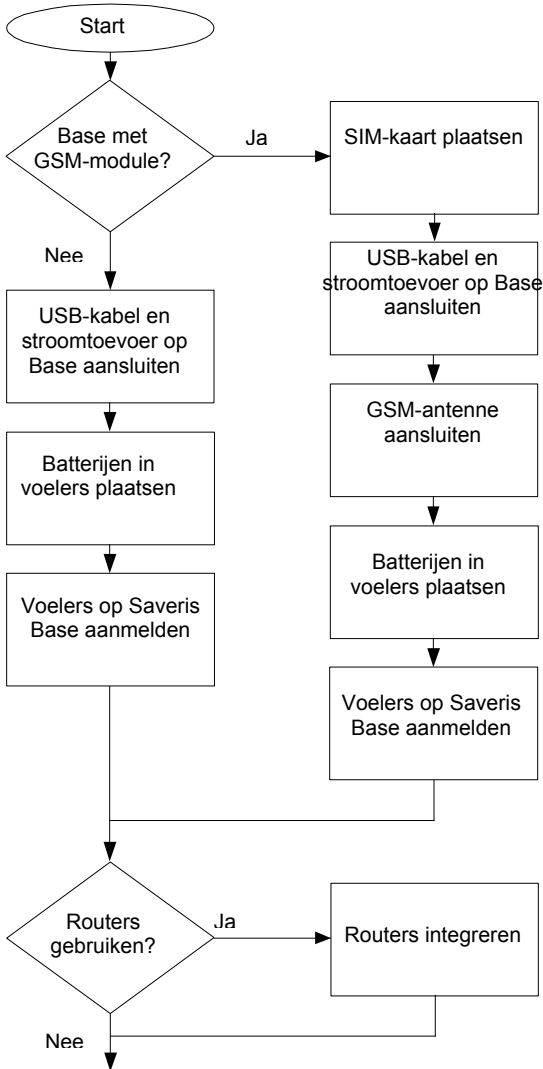 Start
Base met
GSM-module?
Ja
SIM-kaart plaatsen
Nee
USB-kabel en
stroomtoevoer op
Base aansluiten
USB-kabel en
stroomtoevoer op Base
aansluiten
Batterijen in
voelers plaatsen
GSM-antenne
aansluiten
Voelers op Saveris
Base aanmelden
Batterijen in
voelers plaatsen
Voelers op Saveris
Base aanmelden
Routers
gebruiken?
Ja
Routers integreren
Nee